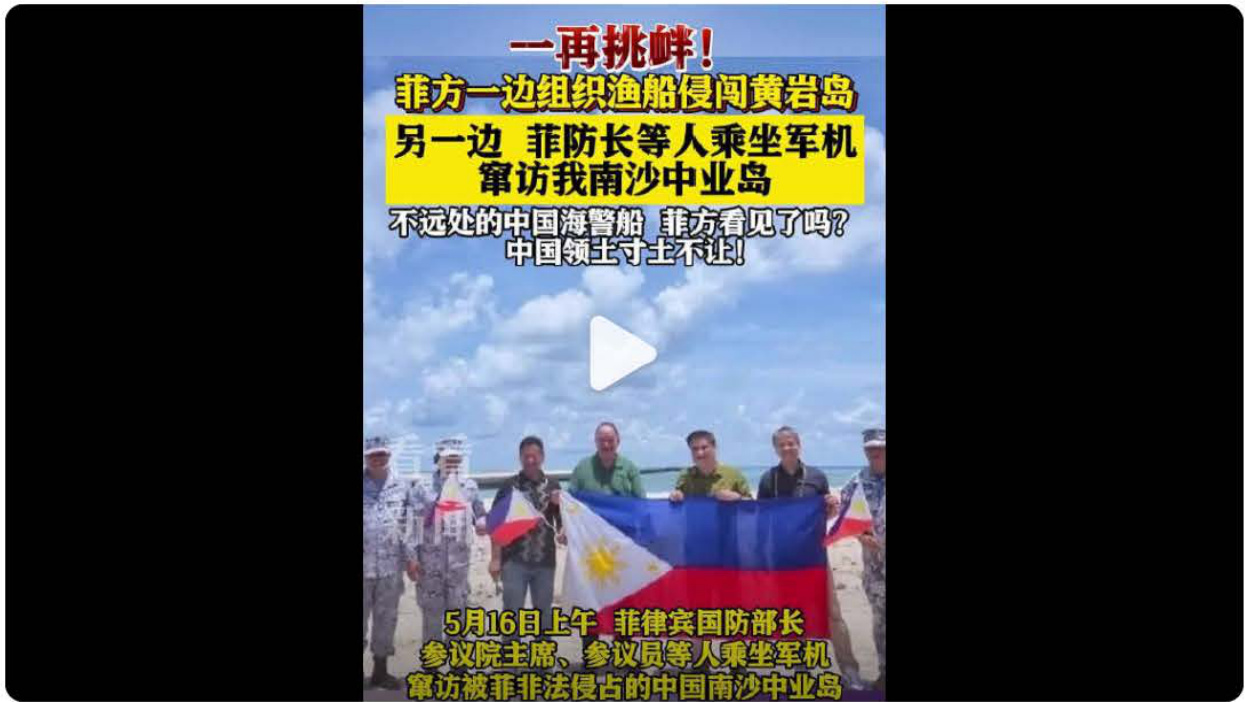 一再挑衅！
菲方一边组织渔船侵闯黄岩岛
另一边 菲防长等人乘坐军机
窜访我南沙中业岛
不远处的中国海警船 菲方看见了吗？
中国领土寸土不让！
看看
新闻
5月16日上午 菲律宾国防部长
参议院主席、参议员等人乘坐军机
窜访被菲非法侵占的中国南沙中业岛